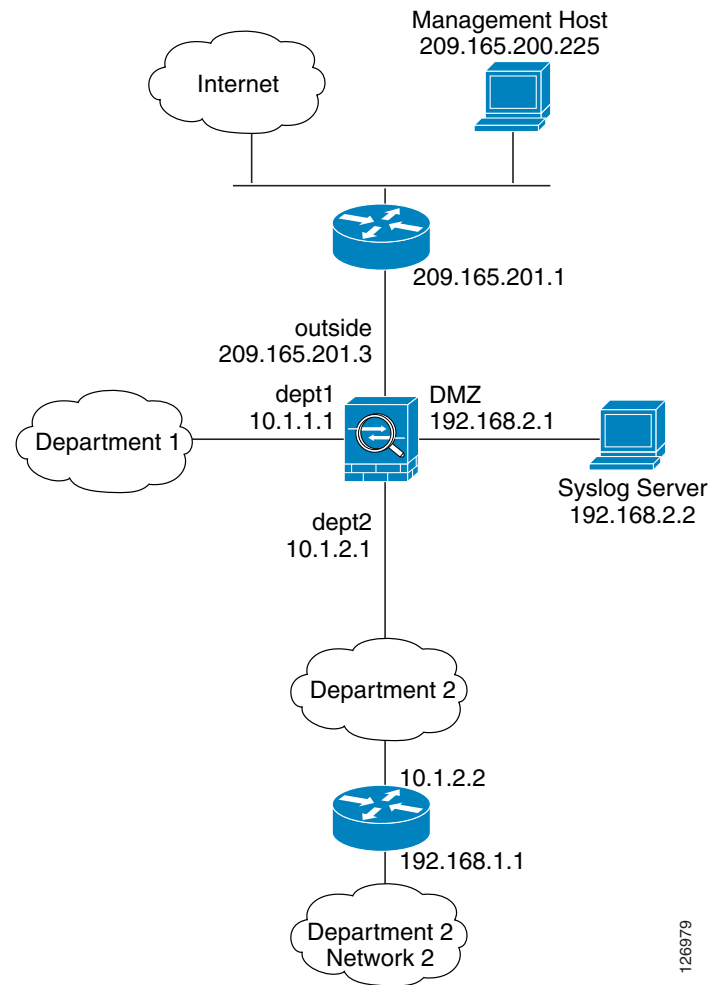 Management Host
209.165.200.225
Internet
209.165.201.1
outside
209.165.201.3
dept1
10.1.1.1
DMZ
192.168.2.1
Department 1
Syslog Server
192.168.2.2
dept2
10.1.2.1
Department 2
10.1.2.2
192.168.1.1
Department 2
Network 2
126979